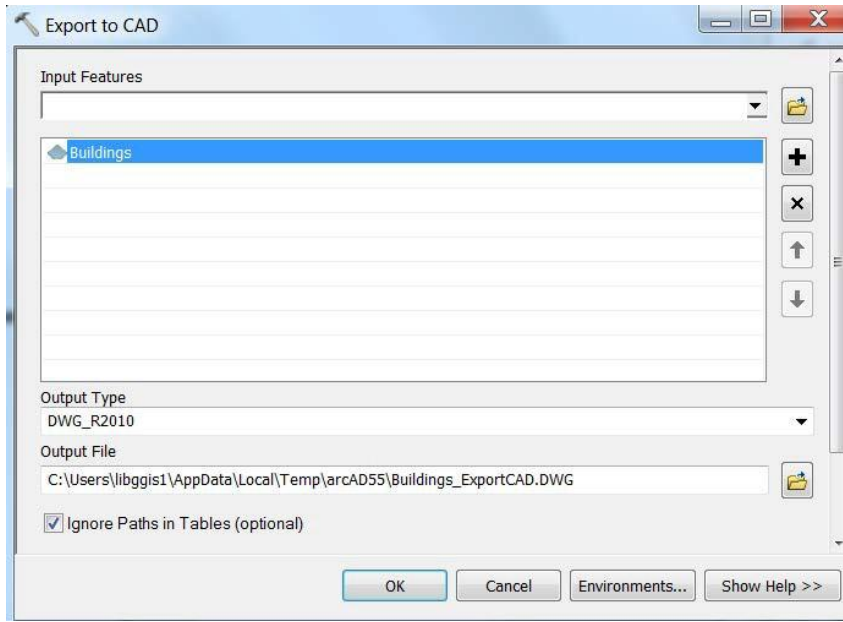 Export to CAD
Input Features
Buildings
Output Type
DWG_R2010
Output File
C:\Users\libggis1\AppData\Local\Temp\arcAD55\Buildings_ExportCAD.DWG
Ignore Paths in Tables (optional)
OK Cancel Environments... Show Help >>